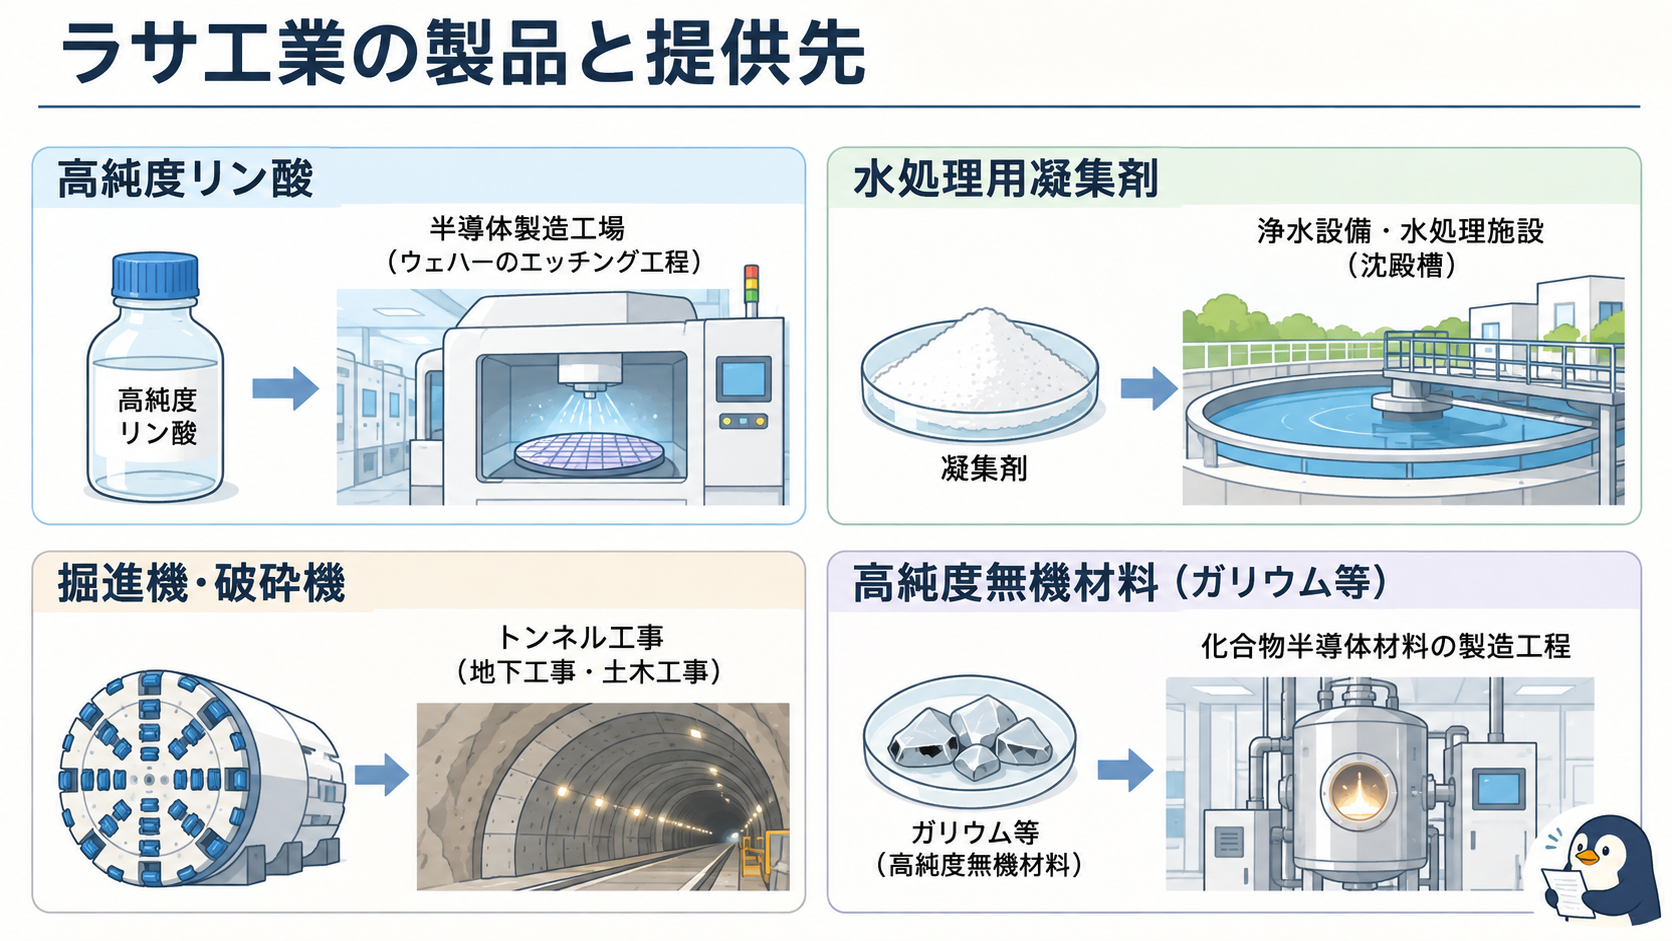 ラサ工業の製品と提供先
高純度リン酸
半導体製造工場
（ウェハーのエッチング工程）
高純度
リン酸
水処理用凝集剤
浄水設備・水処理施設
（沈殿槽）
凝集剤
掘進機・破砕機
トンネル工事
（地下工事・土木工事）
高純度無機材料（ガリウム等）
化合物半導体材料の製造工程
ガリウム等
（高純度無機材料）